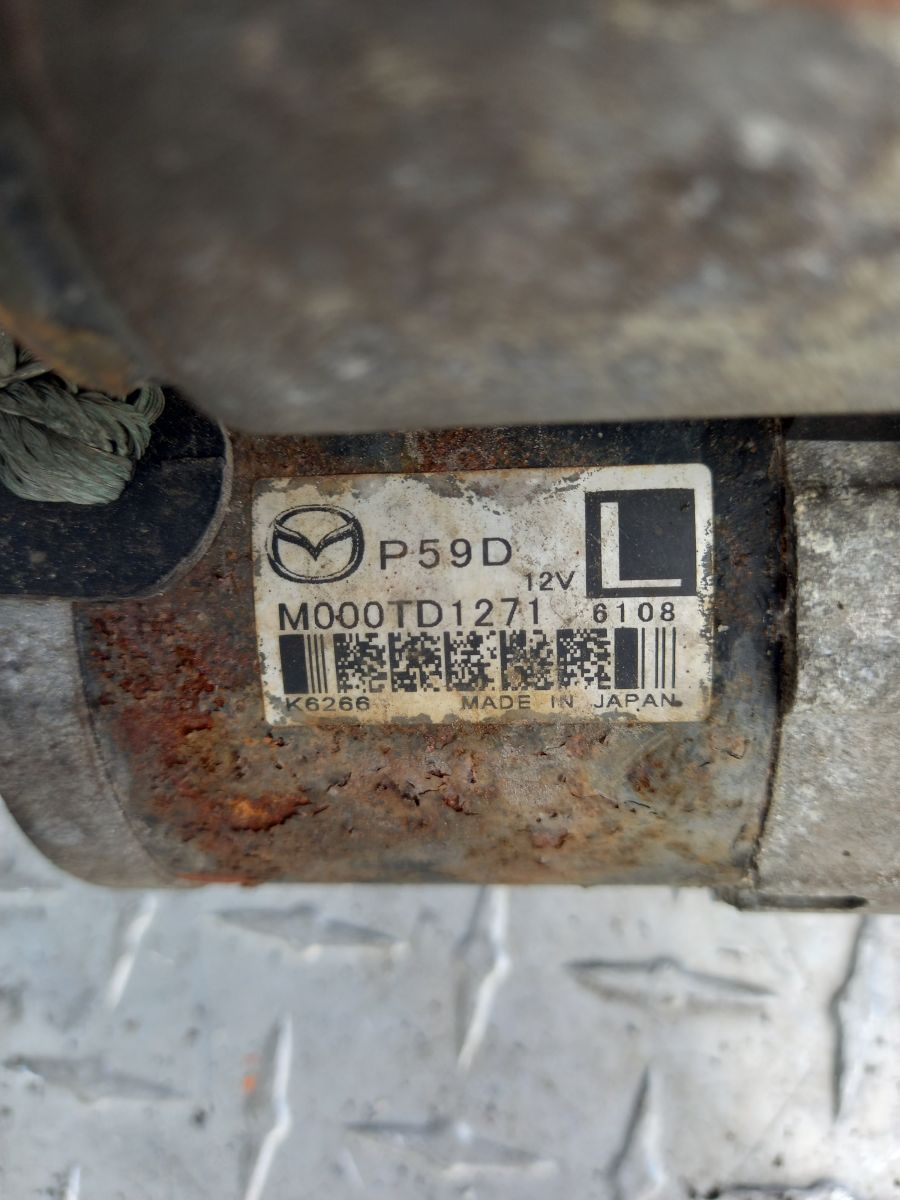 P59D
12V
L
M000TD1271
6108
K6266
MADE IN JAPAN